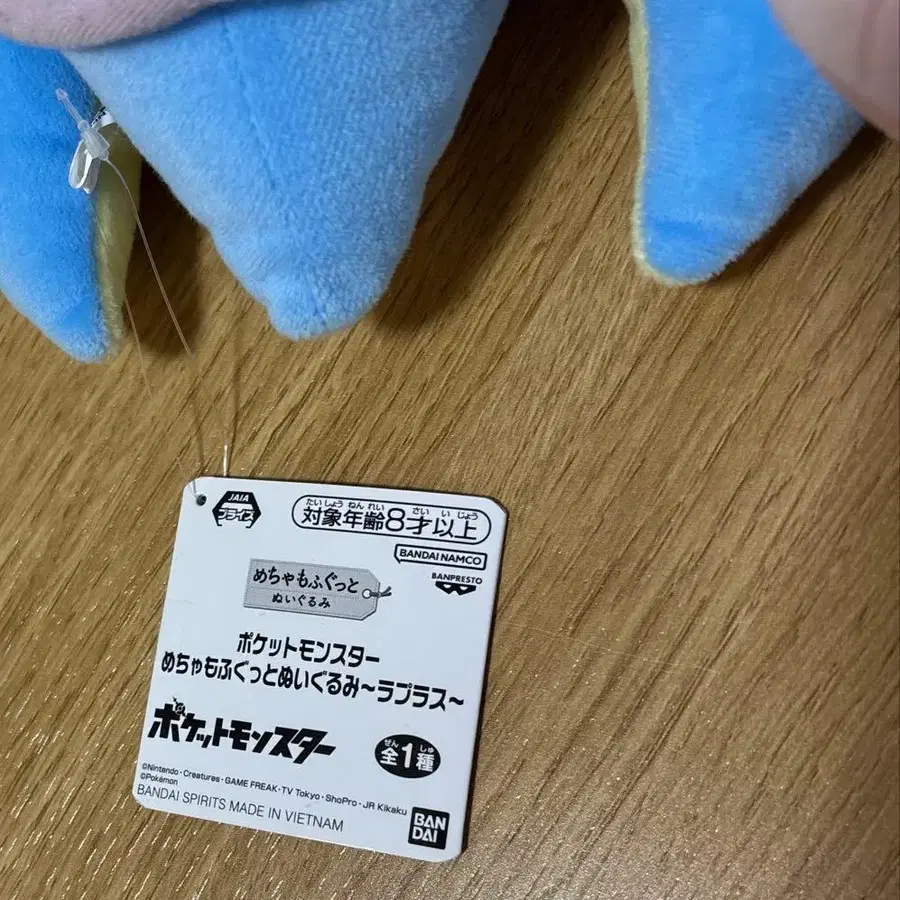 JAIA
プライズ
たいしょうねんれい さいいじょう
対象年齢8才以上
BANDAI NAMCO
BANPRESTO
めちゃもふぐっと
ぬいぐるみ
ポケットモンスター
めちゃもふぐっとぬいぐるみ〜ラプラス〜
ポケットモンスター
ぜん しゅ
全1種
©Nintendo・Creatures・GAME FREAK・TV Tokyo・ShoPro・JR Kikaku
©Pokémon
BANDAI SPIRITS MADE IN VIETNAM
BAN
DAI